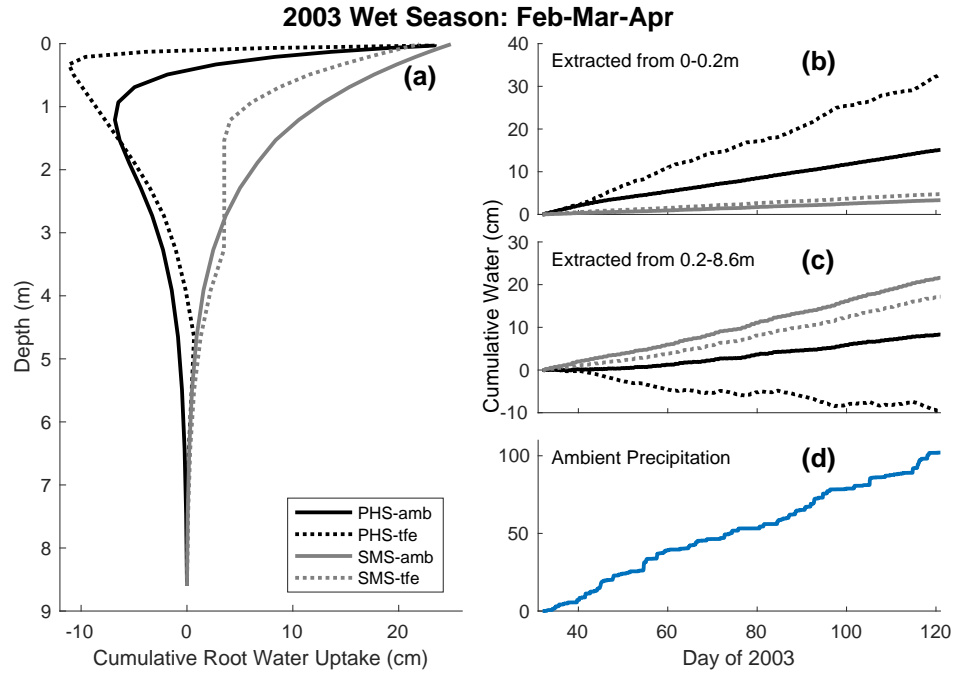 2003 Wet Season: Feb-Mar-Apr
(a)
0
1
2
3
4
5
6
7
8
9
Depth (m)
-10
0
10
20
Cumulative Root Water Uptake (cm)
PHS-amb
PHS-tfe
SMS-amb
SMS-tfe
Extracted from 0-0.2m
(b)
40
30
20
10
0
Extracted from 0.2-8.6m
(c)
30
20
10
0
-10
Cumulative Water (cm)
Ambient Precipitation
(d)
100
50
0
40
60
80
100
120
Day of 2003